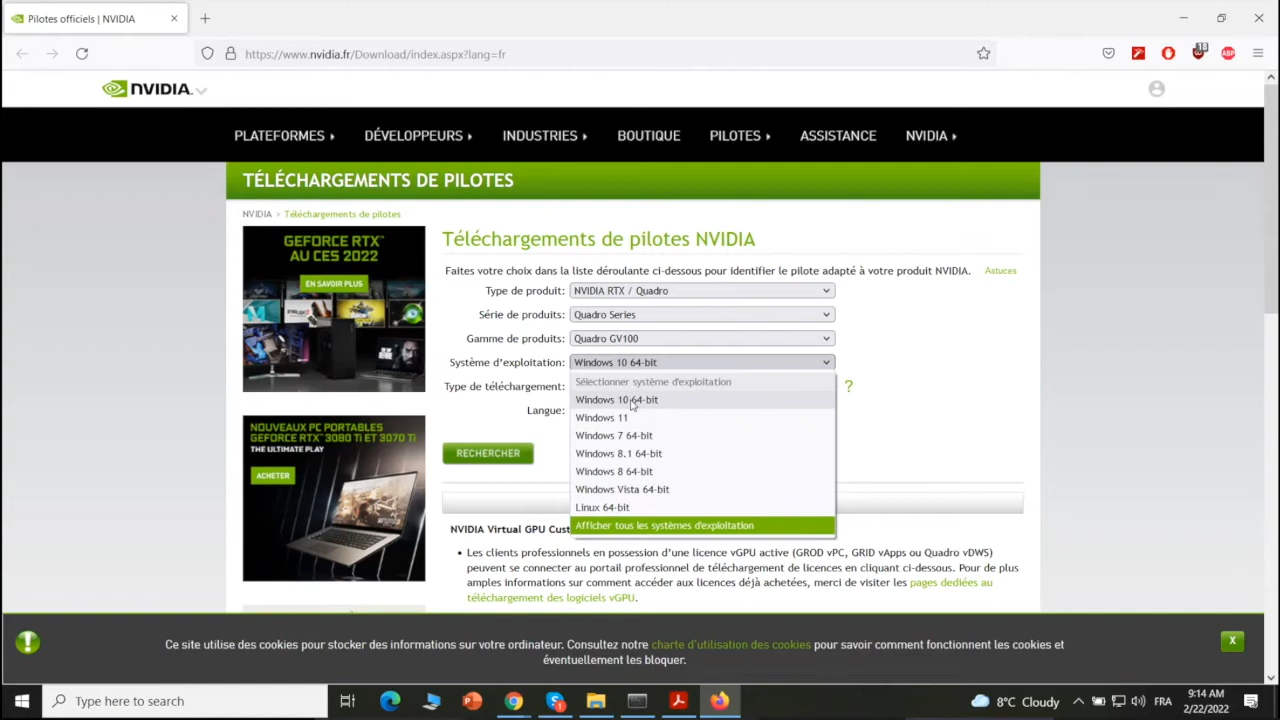 Pilotes officiels | NVIDIA
https://www.nvidia.fr/Download/index.aspx?lang=fr
18
ABP
NVIDIA.
PLATEFORMES
DÉVELOPPEURS
INDUSTRIES
BOUTIQUE
PILOTES
ASSISTANCE
NVIDIA
TÉLÉCHARGEMENTS DE PILOTES
NVIDIA > Téléchargements de pilotes
GEFORCE RTX™
AU CES 2022
EN SAVOIR PLUS
Téléchargements de pilotes NVIDIA
Faites votre choix dans la liste déroulante ci-dessous pour identifier le pilote adapté à votre produit NVIDIA.
Astuces
Type de produit: NVIDIA RTX / Quadro
Série de produits: Quadro Series
Gamme de produits: Quadro GV100
Système d'exploitation: Windows 10 64-bit
Type de téléchargement: ?
Langue:
Sélectionner système d'exploitation
Windows 10 64-bit
Windows 11
Windows 7 64-bit
Windows 8.1 64-bit
Windows 8 64-bit
Windows Vista 64-bit
Linux 64-bit
Afficher tous les systèmes d'exploitation
RECHERCHER
NOUVEAUX PC PORTABLES
GEFORCE RTX™ 3080 Ti ET 3070 Ti
THE ULTIMATE PLAY
ACHETER
NVIDIA Virtual GPU Cust
• Les clients professionnels en possession d'une licence vGPU active (GROD vPC, GRID vApps ou Quadro vDWS)
peuvent se connecter au portail professionnel de téléchargement de licences en cliquant ci-dessous. Pour de plus
amples informations sur comment accéder aux licences déjà achetées, merci de visiter les pages dediées au
téléchargement des logiciels vGPU.
Ce site utilise des cookies pour stocker des informations sur votre ordinateur. Consultez notre charte d'utilisation des cookies pour savoir comment fonctionnent les cookies et
éventuellement les bloquer.
X
Type here to search
8°C Cloudy
FRA
9:14 AM
2/22/2022